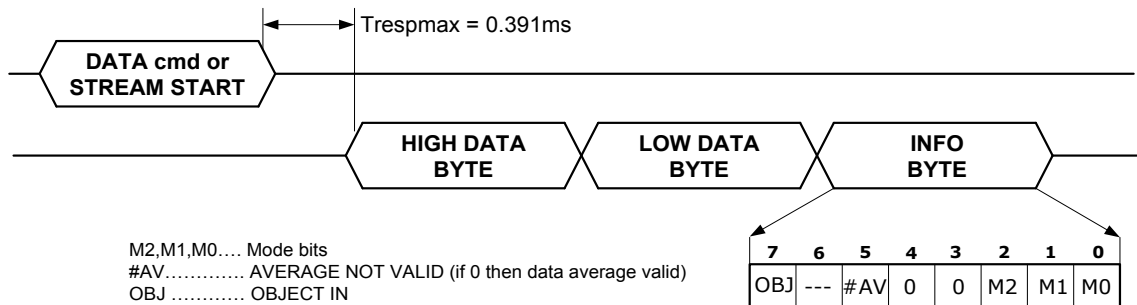 Trespmax = 0.391ms
DATA cmd or
STREAM START
HIGH DATA
BYTE
LOW DATA
BYTE
INFO
BYTE
M2,M1,M0.... Mode bits
#AV............. AVERAGE NOT VALID (if 0 then data average valid)
OBJ ............ OBJECT IN
7 6 5 4 3 2 1 0
OBJ --- #AV 0 0 M2 M1 M0